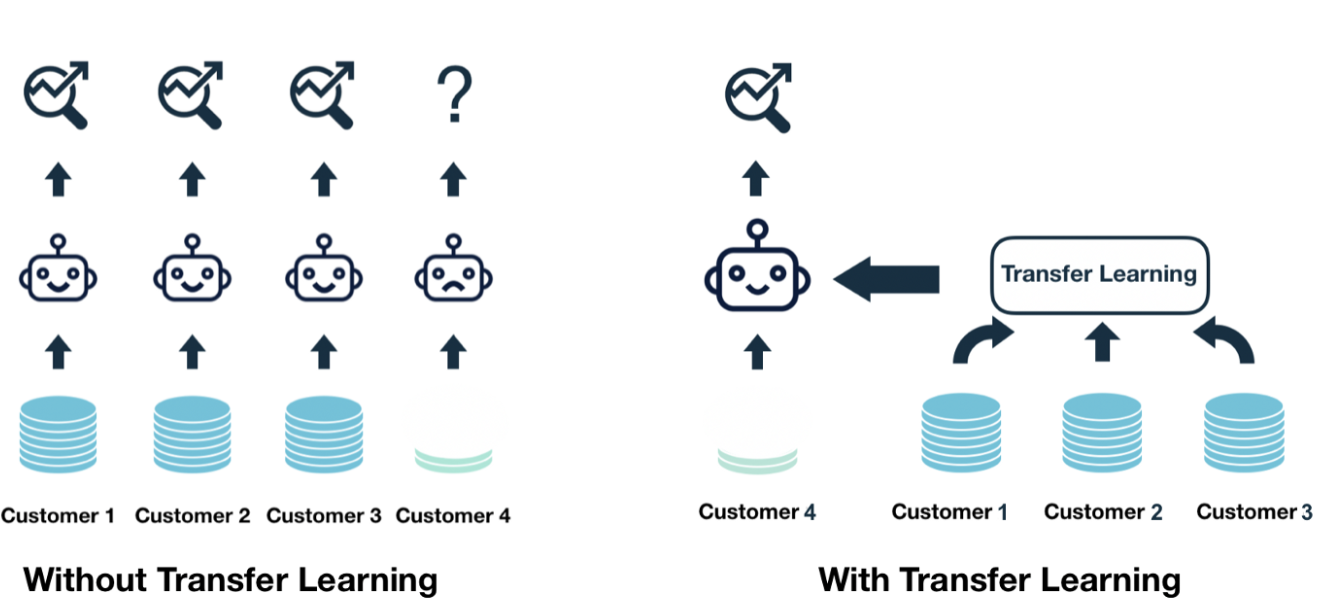 ?
Transfer Learning
Customer 1 Customer 2 Customer 3 Customer 4
Customer 4 Customer 1 Customer 2 Customer 3
Without Transfer Learning
With Transfer Learning